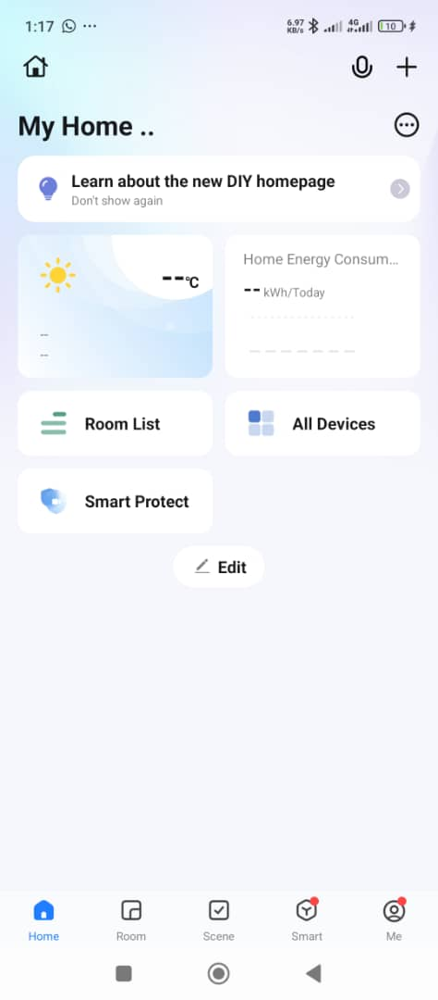 1:17 ... 6.97 KB/s 4G 10
My Home ..
Learn about the new DIY homepage
Don't show again
--°C
--
--
Home Energy Consum...
-- kWh/Today
Room List
All Devices
Smart Protect
Edit
Home Room Scene Smart Me